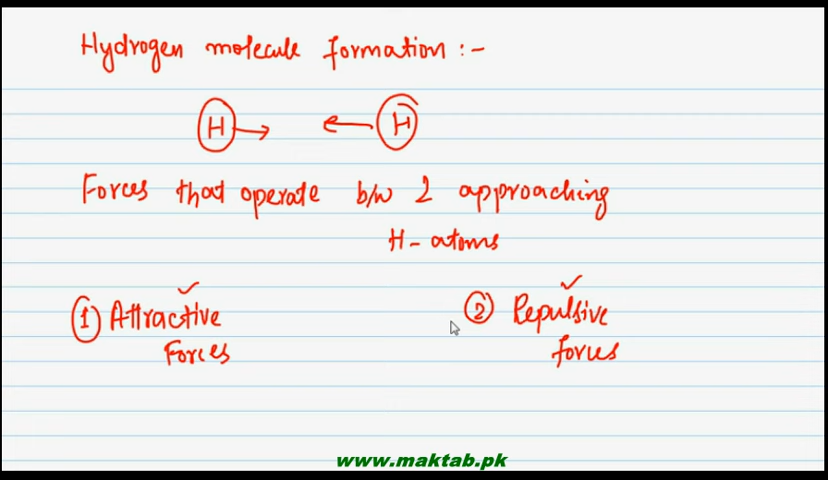 Hydrogen molecule formation :-
H H
Forces that operate b/w 2 approaching
H- atoms
1 Attractive 2 Repulsive
Forces forces
www.maktab.pk